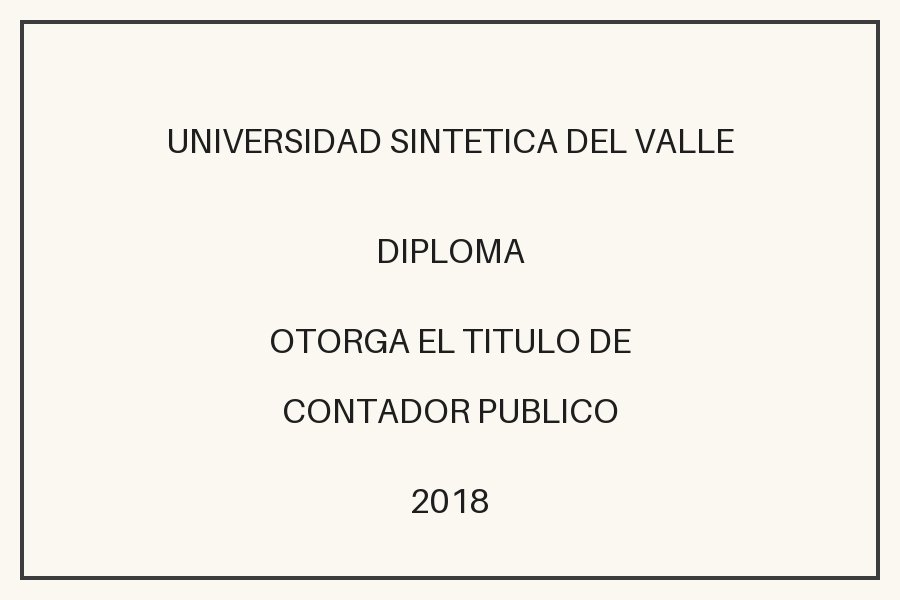 UNIVERSIDAD SINTETICA DEL VALLE
DIPLOMA
OTORGA EL TITULO DE
CONTADOR PUBLICO
2018